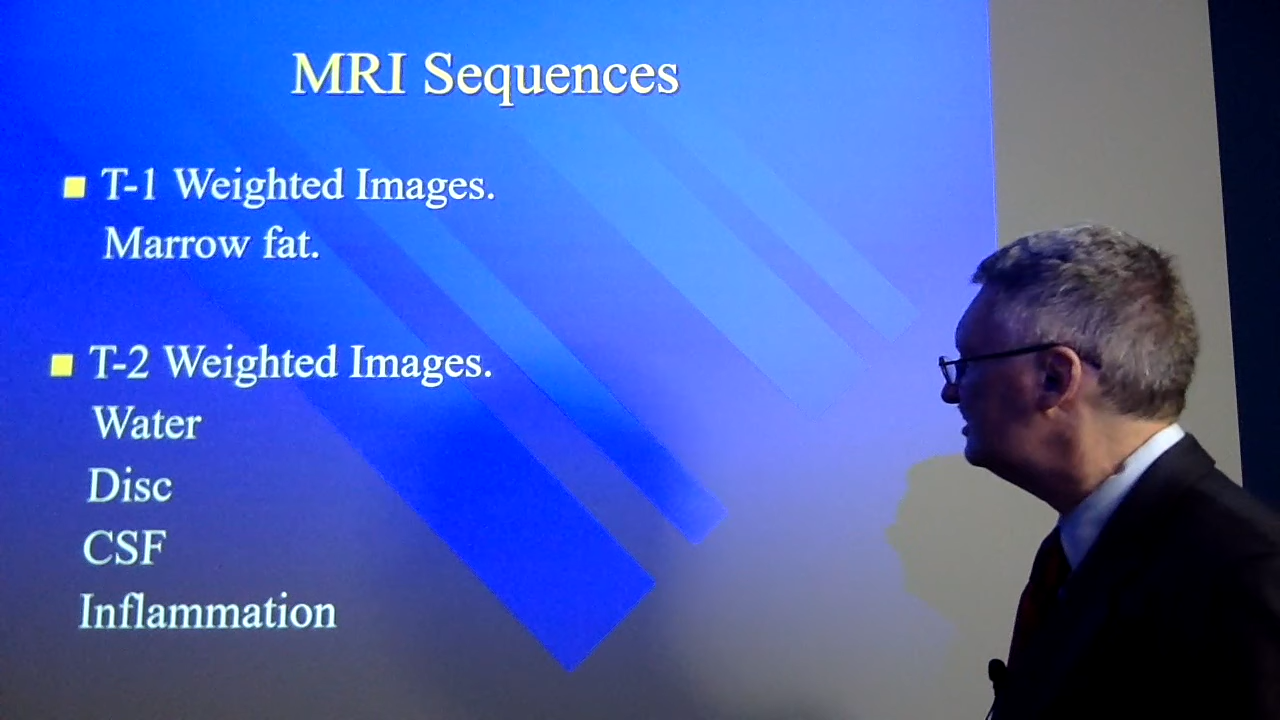 MRI Sequences
T-1 Weighted Images.
Marrow fat.
T-2 Weighted Images.
Water
Disc
CSF
Inflammation